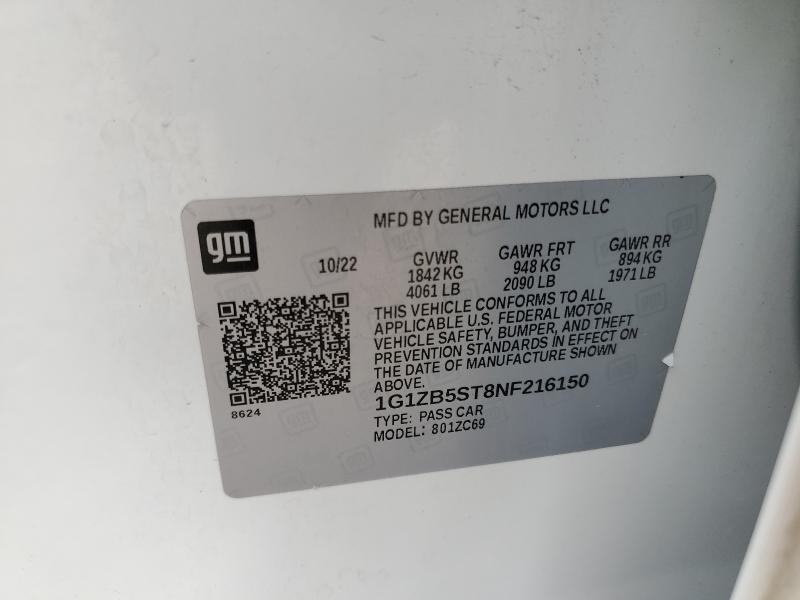 gm
MFD BY GENERAL MOTORS LLC
10/22
GVWR GAWR FRT GAWR RR
1842 KG 948 KG 894 KG
4061 LB 2090 LB 1971 LB
THIS VEHICLE CONFORMS TO ALL
APPLICABLE U.S. FEDERAL MOTOR
VEHICLE SAFETY, BUMPER, AND THEFT
PREVENTION STANDARDS IN EFFECT ON
THE DATE OF MANUFACTURE SHOWN
ABOVE.
1G1ZB5ST8NF216150
TYPE: PASS CAR
MODEL: 801ZC69
8624